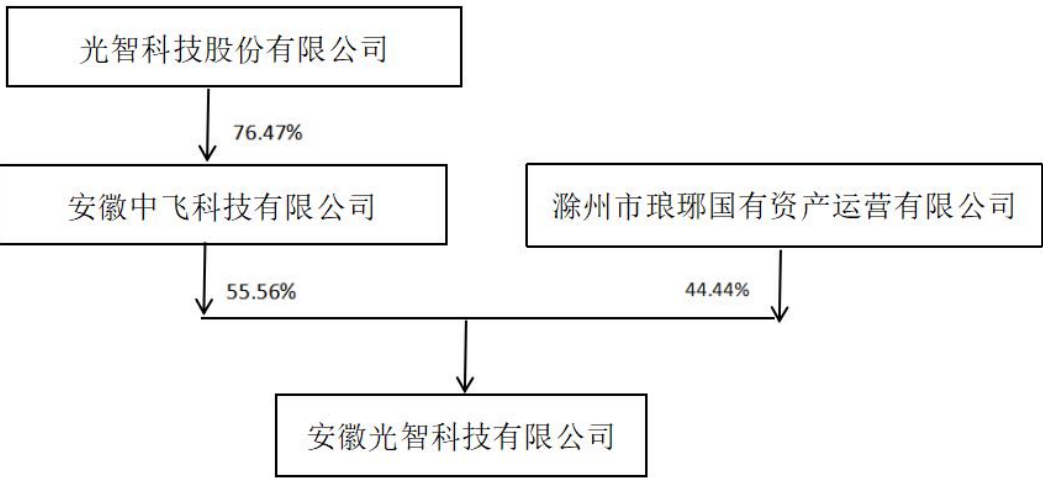 光智科技股份有限公司
76.47%
安徽中飞科技有限公司
滁州市琅琊国有资产运营有限公司
55.56%
44.44%
安徽光智科技有限公司